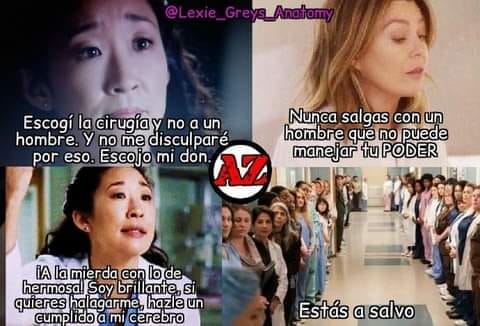 @Lexie_Greys_Anatomy
Escogí la cirugía y no a un
hombre. Y no me disculparé
por eso. Escojo mi don.
Nunca salgas con un
hombre que no puede
manejar tu PODER
AZ
¡A la mierda con lo de
hermosa! Soy brillante, si
quieres halagarme, hazle un
cumplido a mi cerebro
Estás a salvo